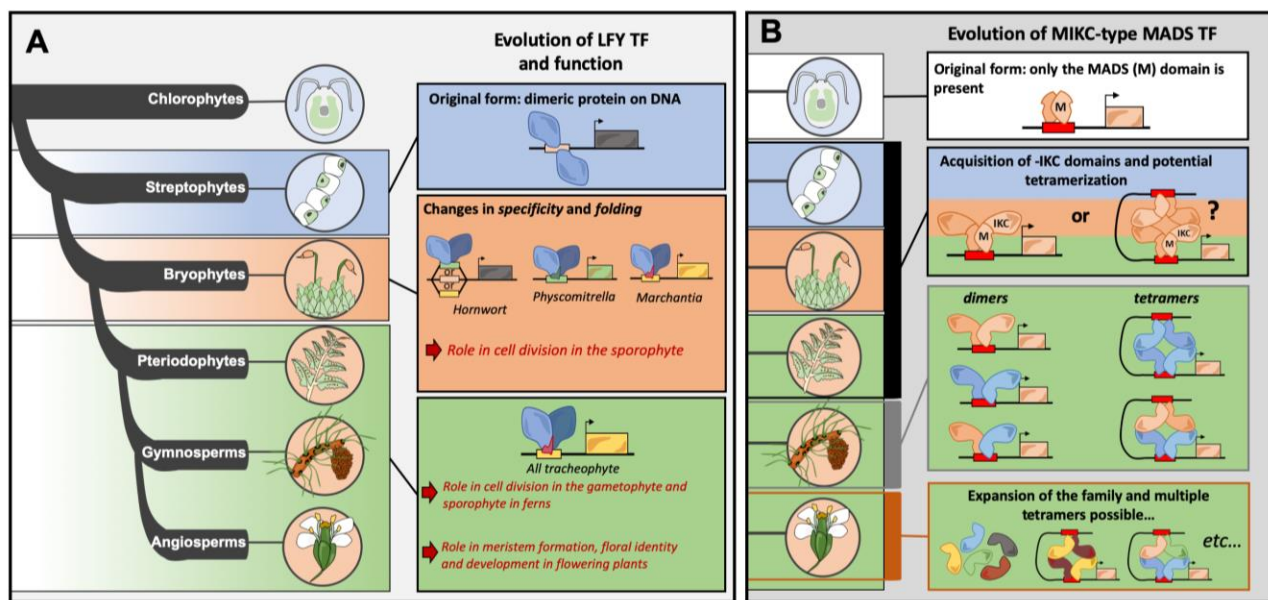 A
Evolution of LFY TF
and function
Chlorophytes
Streptophytes
Bryophytes
Pteriodophytes
Gymnosperms
Angiosperms
Original form: dimeric protein on DNA
Changes in specificity and folding
or
or
Hornwort
Physcomitrella
Marchantia
Role in cell division in the sporophyte
All tracheophyte
Role in cell division in the gametophyte and
sporophyte in ferns
Role in meristem formation, floral identity
and development in flowering plants
B
Evolution of MIKC-type MADS TF
Original form: only the MADS (M) domain is
present
M
Acquisition of -IKC domains and potential
tetramerization
IKC
M
or
?
IKC
M
dimers
tetramers
Expansion of the family and multiple
tetramers possible...
etc...